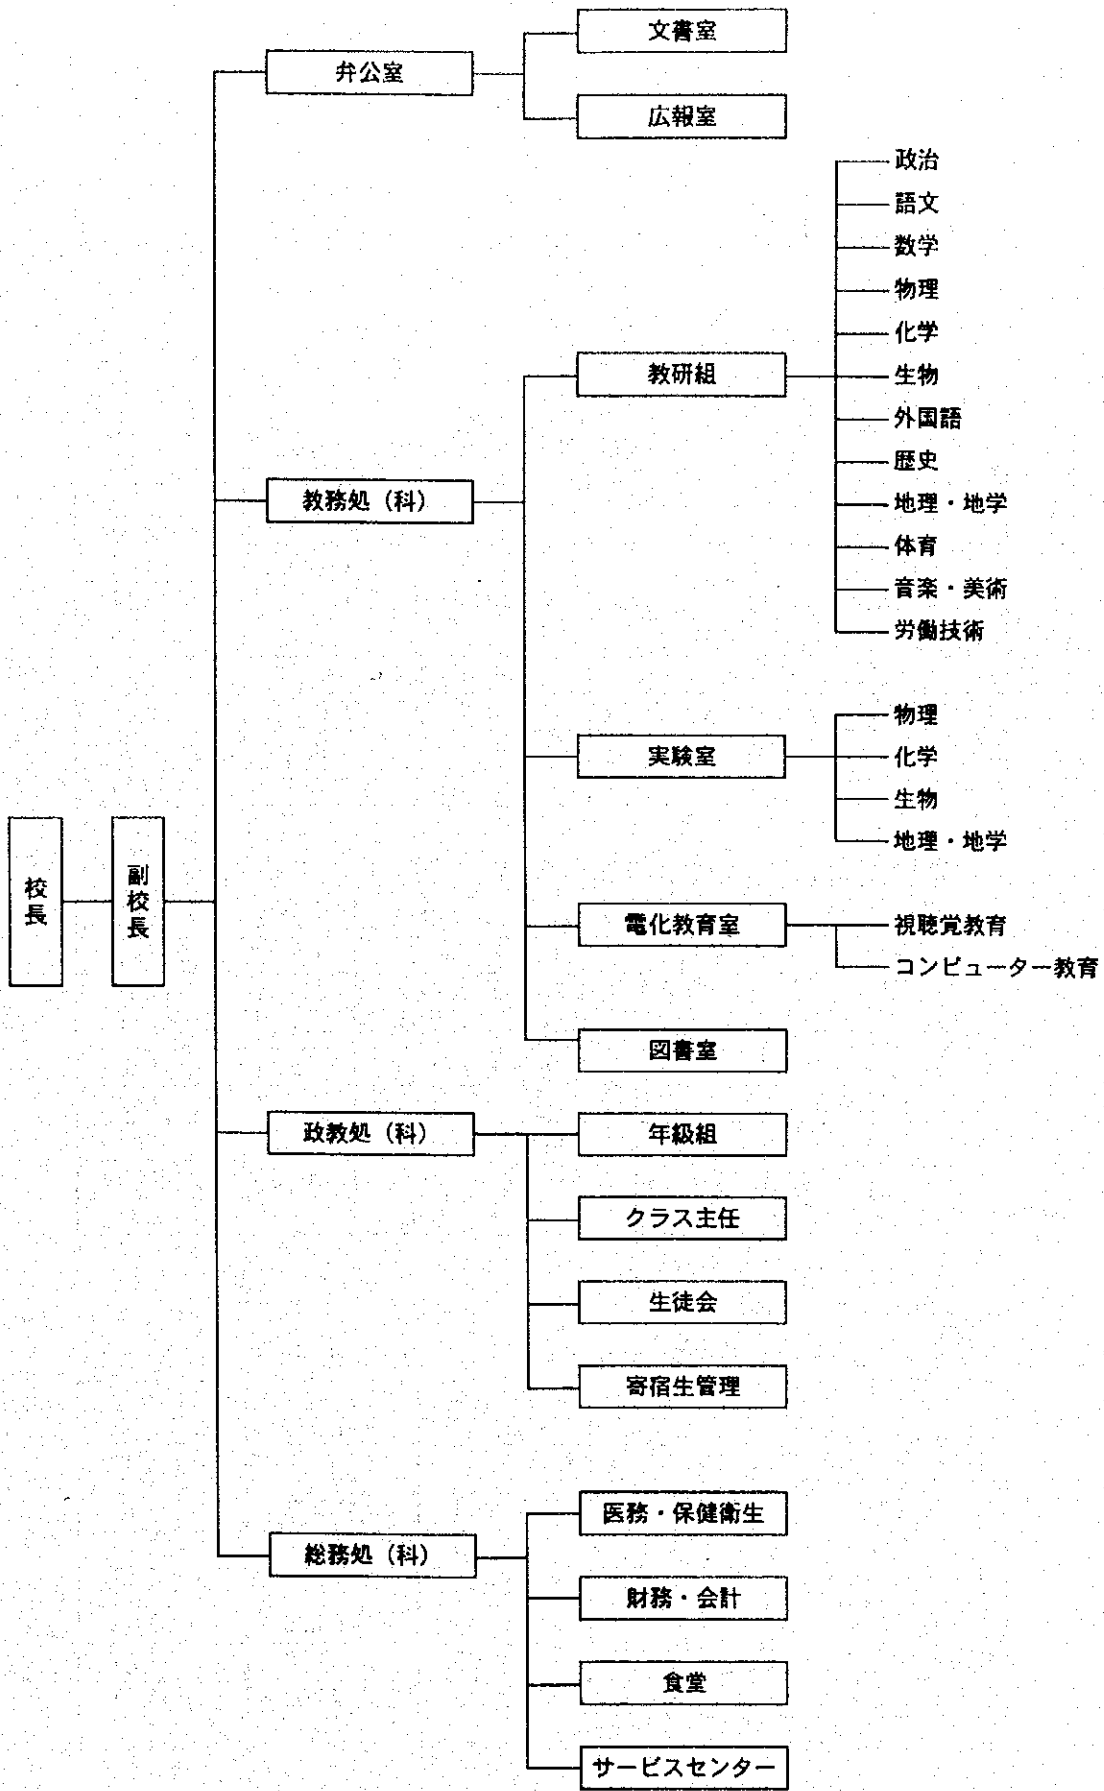 文書室
弁公室
広報室
政治
語文
数学
物理
化学
教研組
生物
外国語
歴史
教務処（科）
地理・地学
体育
音楽・美術
労働技術
物理
実験室
化学
生物
地理・地学
校長
副校長
電化教育室
視聴覚教育
コンピューター教育
図書室
政教処（科）
年級組
クラス主任
生徒会
寄宿生管理
医務・保健衛生
総務処（科）
財務・会計
食堂
サービスセンター